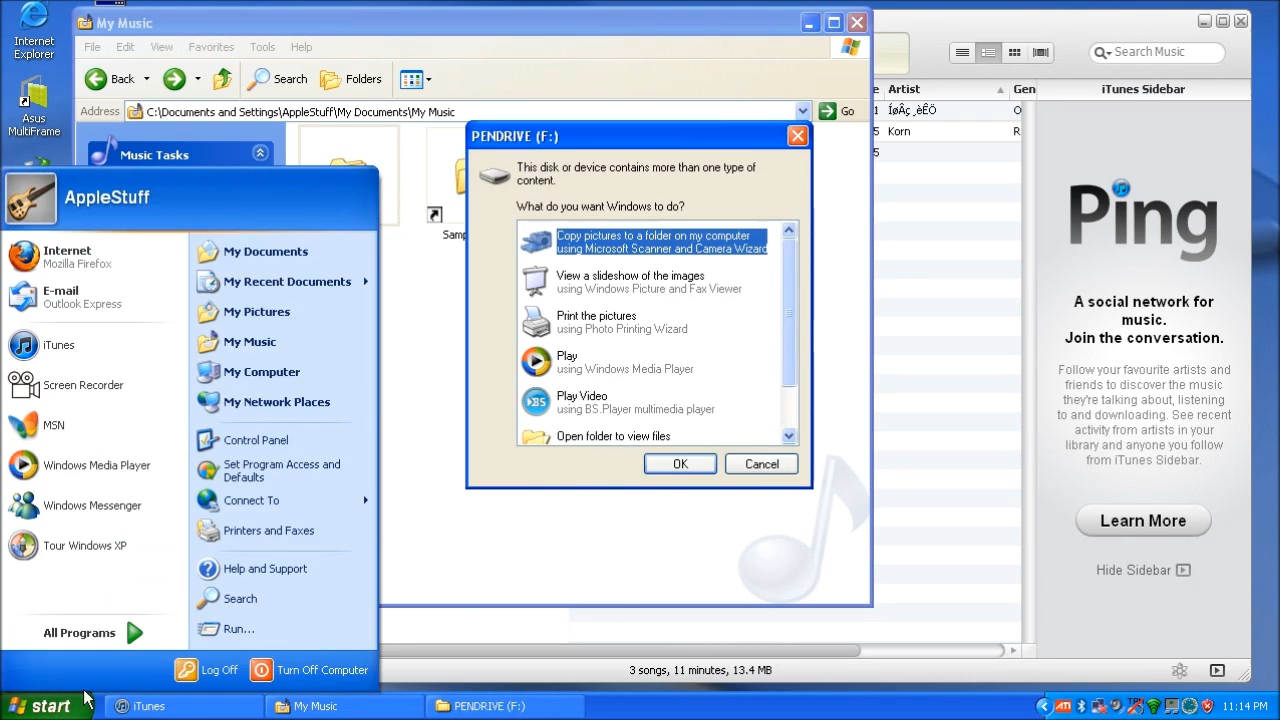 Internet
Explorer
Asus
MultiFrame
My Music
File Edit View Favorites Tools Help
Back Search Folders
Address C:\Documents and Settings\AppleStuff\My Documents\My Music Go
Music Tasks
PENDRIVE (F:)
This disk or device contains more than one type of
content.
What do you want Windows to do?
Copy pictures to a folder on my computer
using Microsoft Scanner and Camera Wizard
View a slideshow of the images
using Windows Picture and Fax Viewer
Print the pictures
using Photo Printing Wizard
Play
using Windows Media Player
Play Video
using BS.Player multimedia player
Open folder to view files
OK Cancel
AppleStuff
Internet
Mozilla Firefox
E-mail
Outlook Express
iTunes
Screen Recorder
MSN
Windows Media Player
Windows Messenger
Tour Windows XP
All Programs
My Documents
My Recent Documents
My Pictures
My Music
My Computer
My Network Places
Control Panel
Set Program Access and
Defaults
Connect To
Printers and Faxes
Help and Support
Search
Run...
Log Off Turn Off Computer
Search Music
Artist Gen
ÍøÂç¸èÊÖ O
Korn R
iTunes Sidebar
Ping
A social network for
music.
Join the conversation.
Follow your favourite artists and
friends to discover the music
they're talking about, listening
to and downloading. See recent
activity from artists in your
library and anyone you follow
from iTunes Sidebar.
Learn More
Hide Sidebar
3 songs, 11 minutes, 13.4 MB
start iTunes My Music PENDRIVE (F:) ATI 11:14 PM